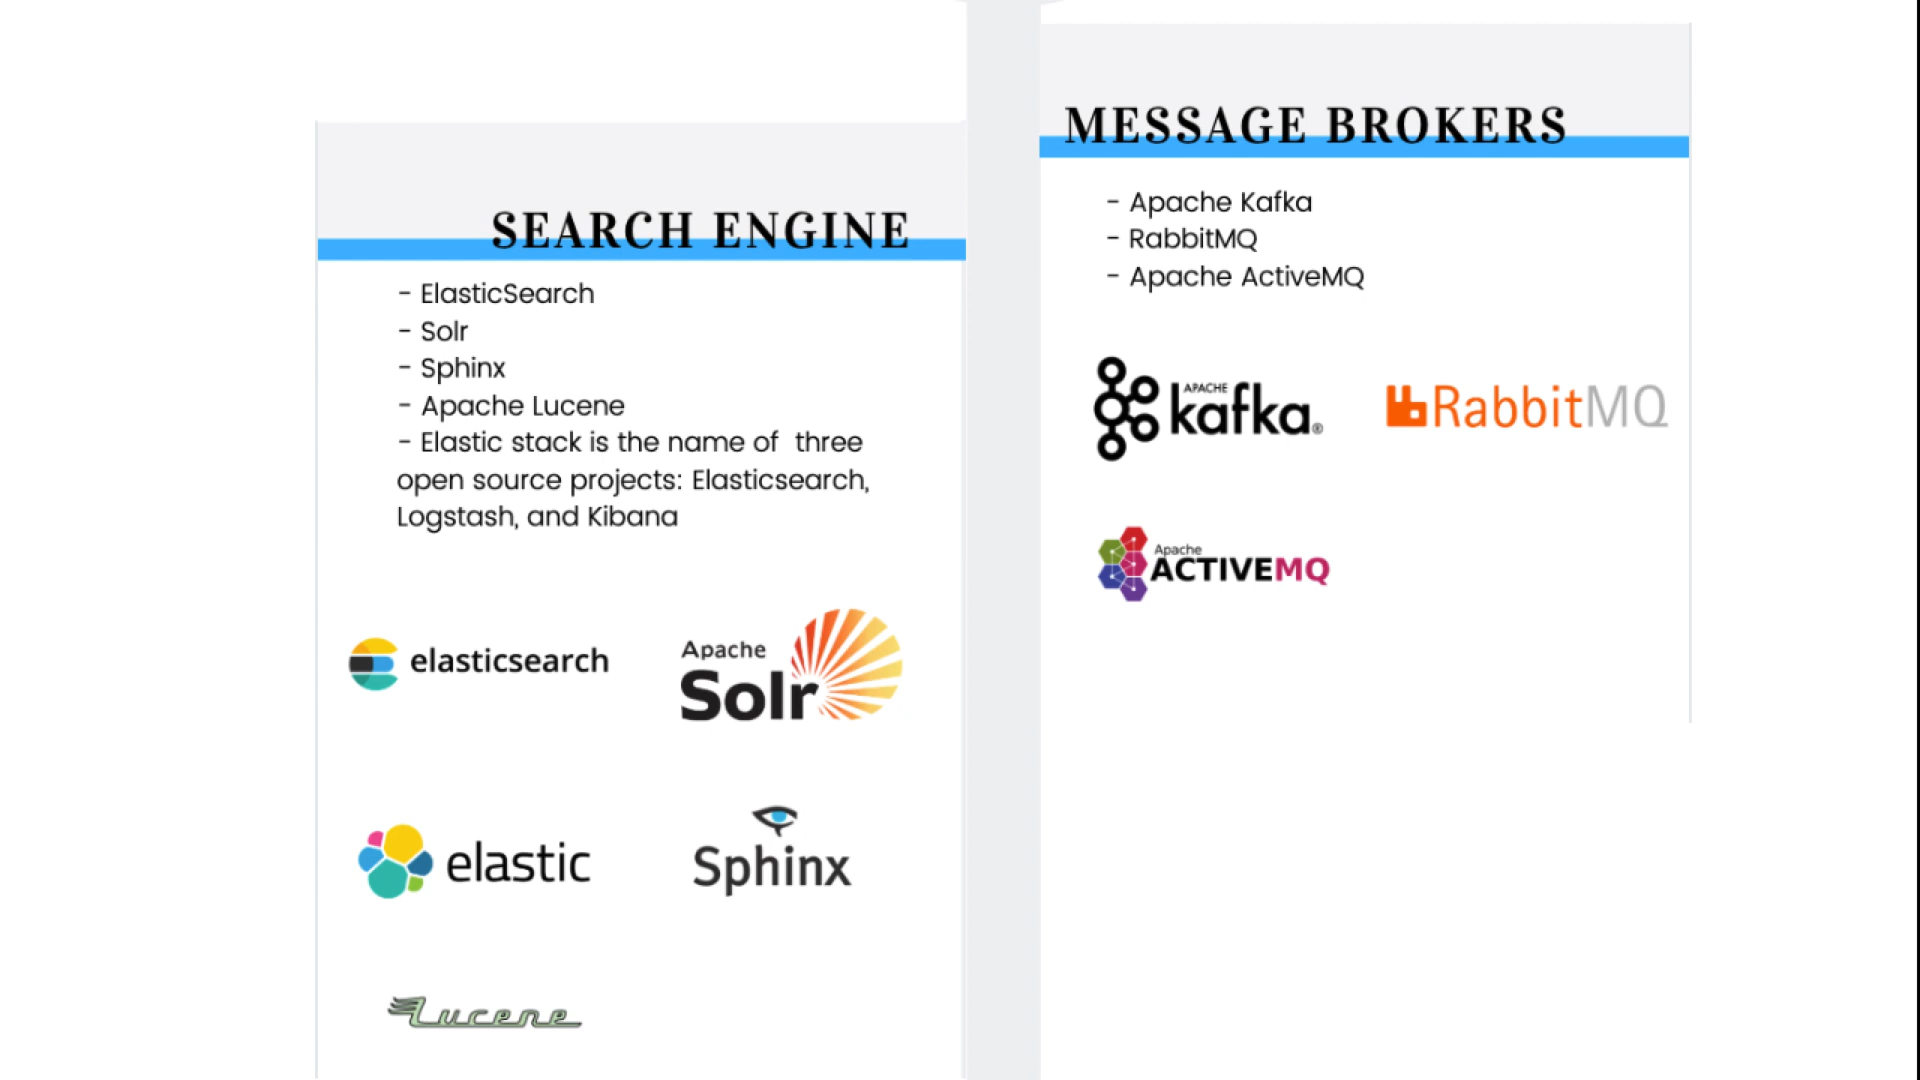 SEARCH ENGINE
- ElasticSearch
- Solr
- Sphinx
- Apache Lucene
- Elastic stack is the name of  three
open source projects: Elasticsearch,
Logstash, and Kibana
elasticsearch
Apache
Solr
elastic
Sphinx
Lucene
MESSAGE BROKERS
- Apache Kafka
- RabbitMQ
- Apache ActiveMQ
APACHE
kafka®
RabbitMQ
Apache
ACTIVEMQ